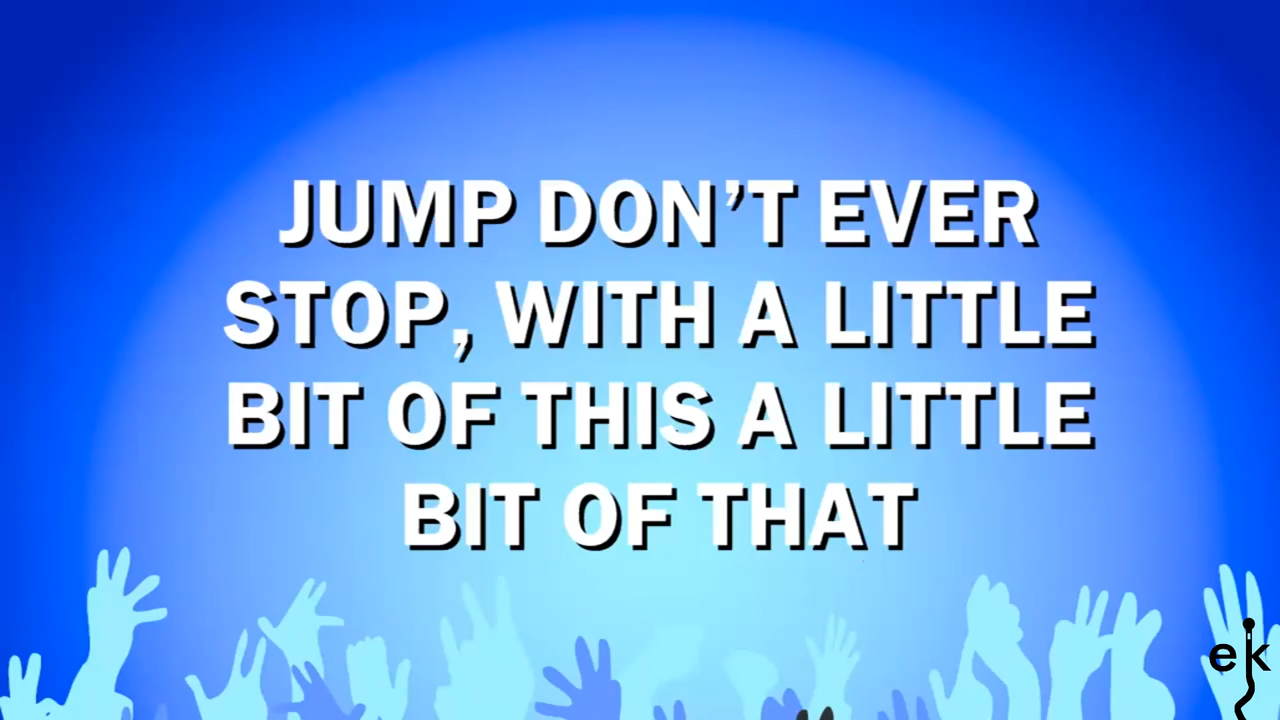 JUMP DON’T EVER
STOP, WITH A LITTLE
BIT OF THIS A LITTLE
BIT OF THAT
ek